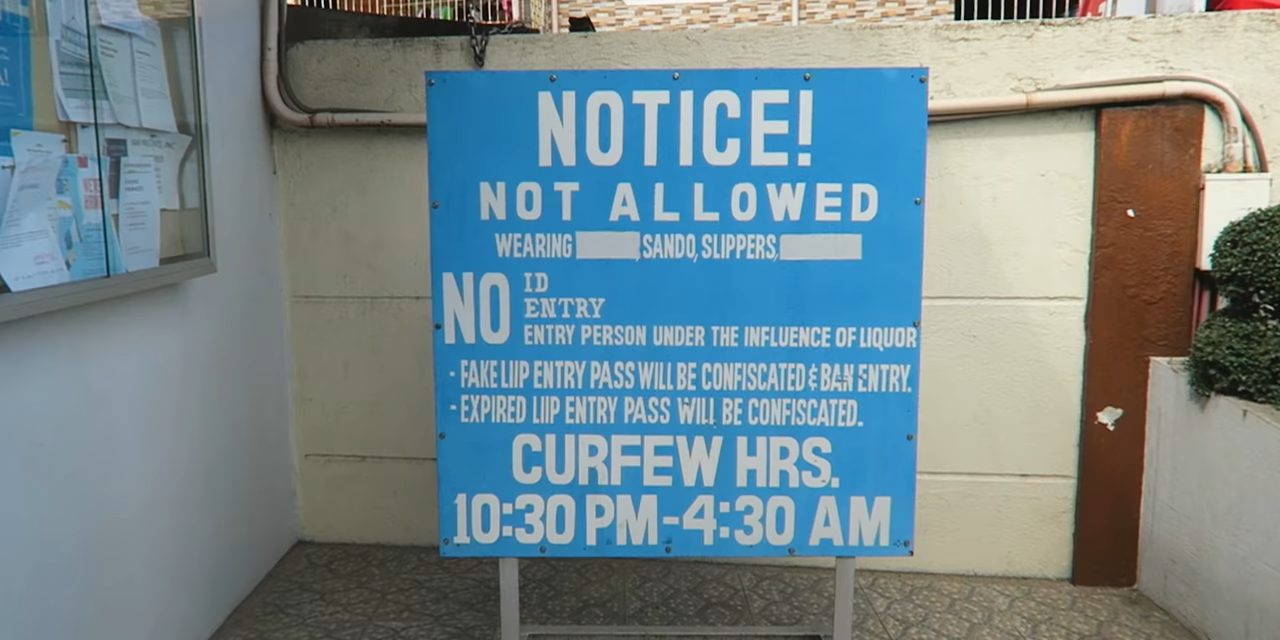 NOTICE!
NOT ALLOWED
WEARING , SANDO, SLIPPERS,
NO ID
ENTRY
ENTRY PERSON UNDER THE INFLUENCE OF LIQUOR
- FAKE LIIP ENTRY PASS WILL BE CONFISCATED & BAN ENTRY.
- EXPIRED LIIP ENTRY PASS WILL BE CONFISCATED.
CURFEW HRS.
10:30 PM-4:30 AM